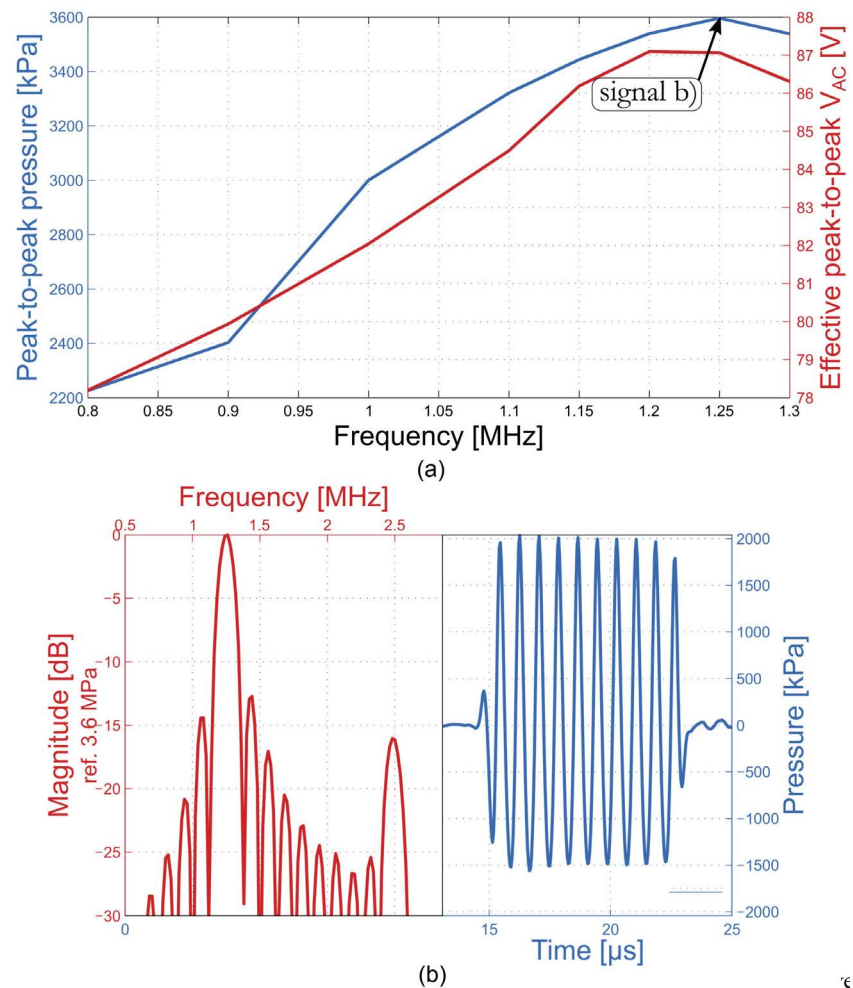 Peak-to-peak pressure [kPa]
3600
3400
3200
3000
2800
2600
2400
2200
signal b)
88
87
86
85
84
83
82
81
80
79
78
Effective peak-to-peak V_AC [V]
0.8 0.85 0.9 0.95 1 1.05 1.1 1.15 1.2 1.25 1.3
Frequency [MHz]
(a)
Frequency [MHz]
0.5 1 1.5 2 2.5
Magnitude [dB]
ref. 3.6 MPa
0
−5
−10
−15
−20
−25
−30
0
2000
1500
1000
500
0
−500
−1000
−1500
−2000
Pressure [kPa]
15 20 25
Time [µs]
(b)